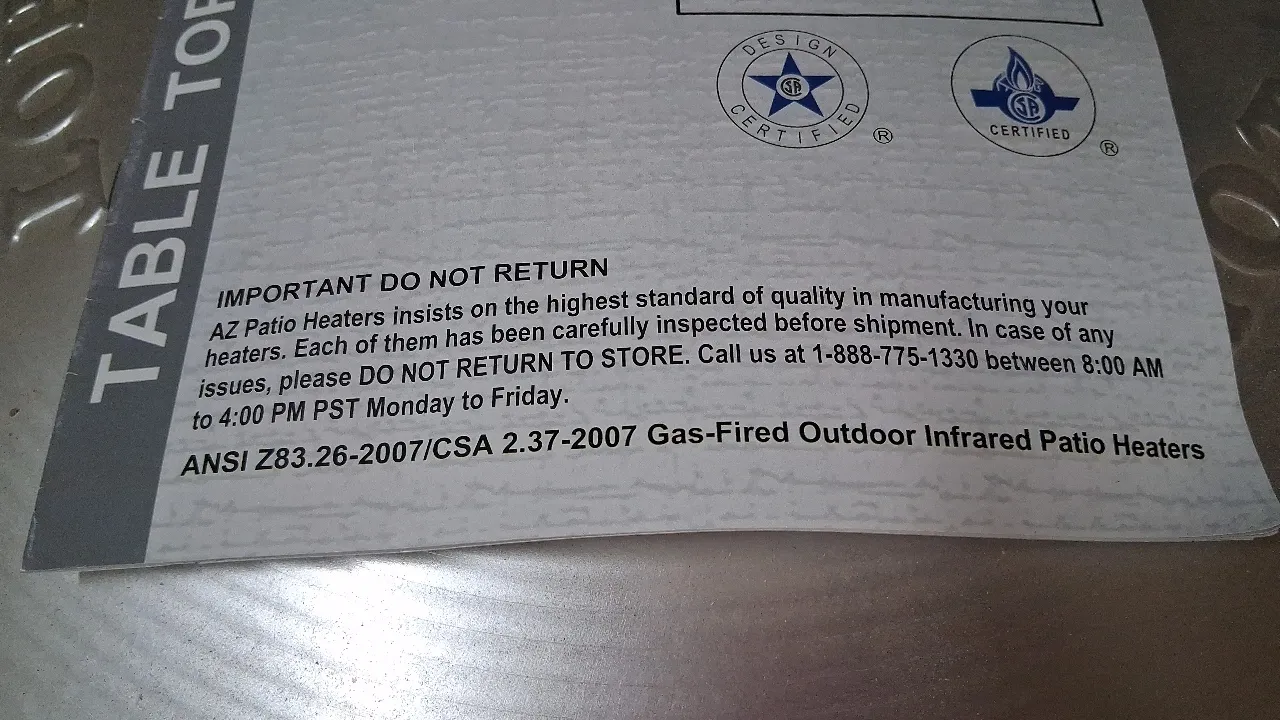 TABLE TOP
DESIGN
CERTIFIED
®
CERTIFIED
®
IMPORTANT DO NOT RETURN
AZ Patio Heaters insists on the highest standard of quality in manufacturing your
heaters. Each of them has been carefully inspected before shipment. In case of any
issues, please DO NOT RETURN TO STORE. Call us at 1-888-775-1330 between 8:00 AM
to 4:00 PM PST Monday to Friday.
ANSI Z83.26-2007/CSA 2.37-2007 Gas-Fired Outdoor Infrared Patio Heaters